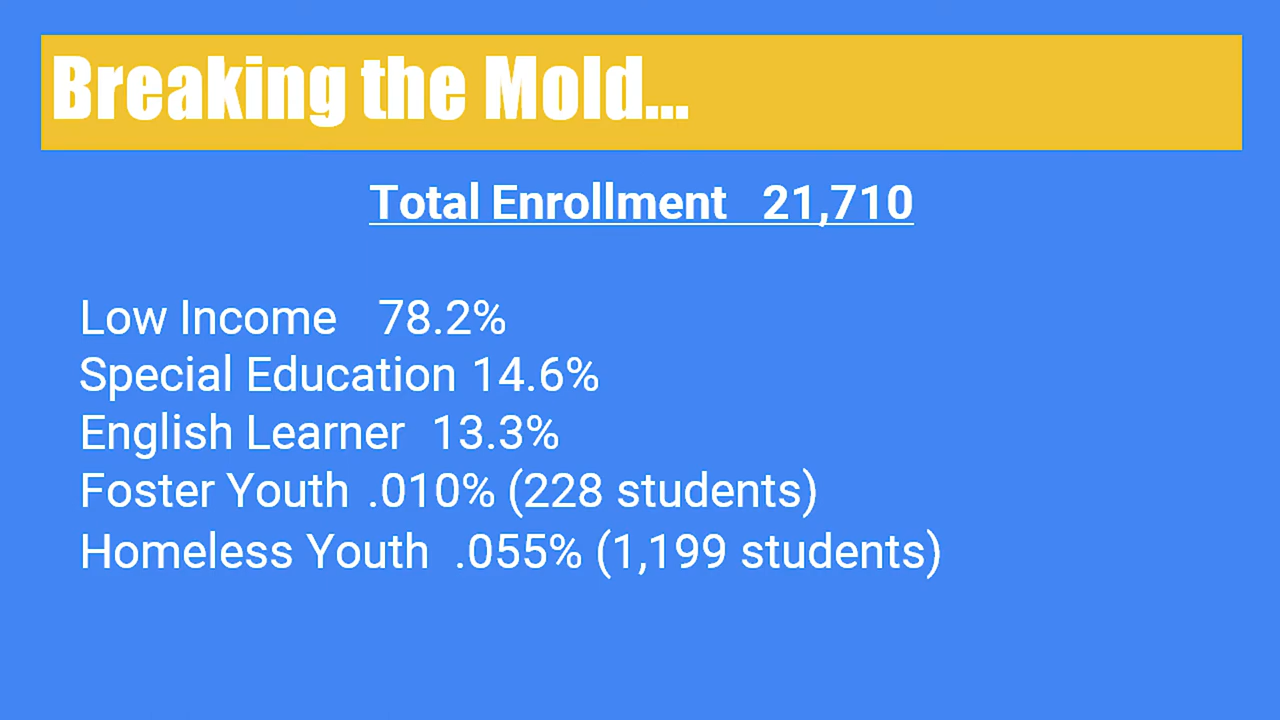 Breaking the Mold...
Total Enrollment 21,710
Low Income 78.2%
Special Education 14.6%
English Learner 13.3%
Foster Youth .010% (228 students)
Homeless Youth .055% (1,199 students)